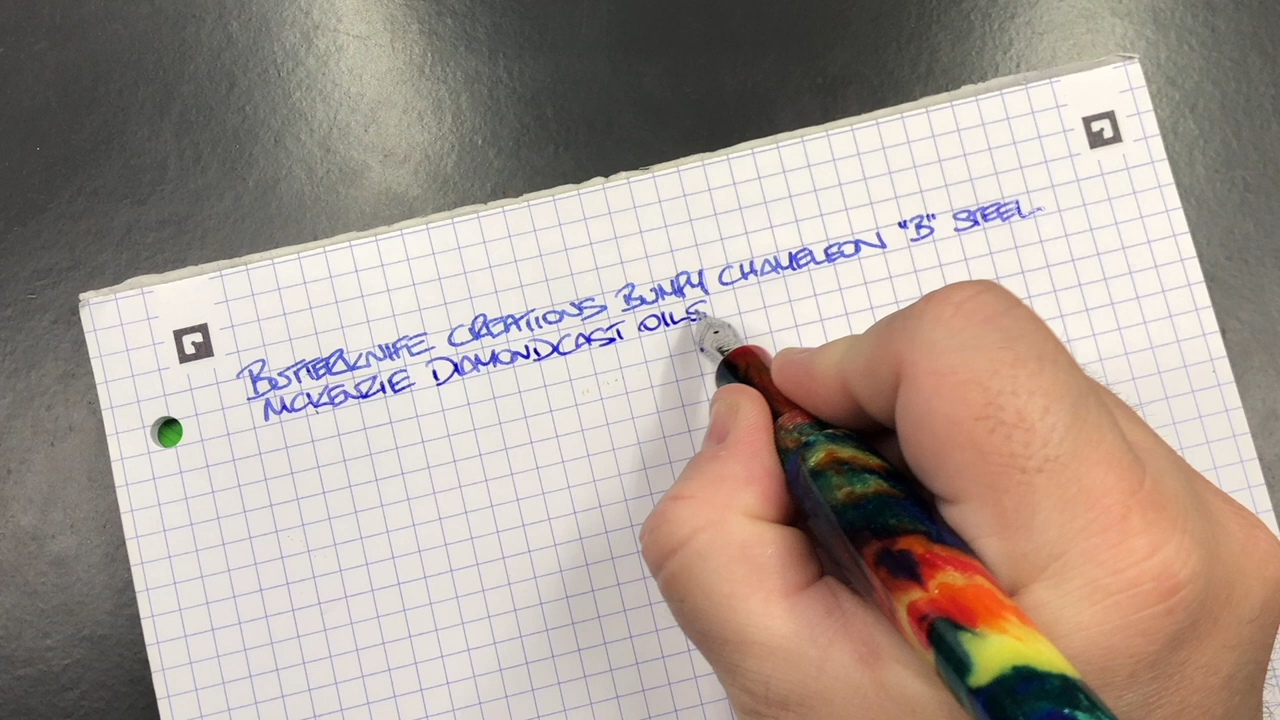 BUTTERKNIFE CREATIONS BUMPY CHAMELEON "B" STEEL
MCKENZIE DIAMONDCAST OILS